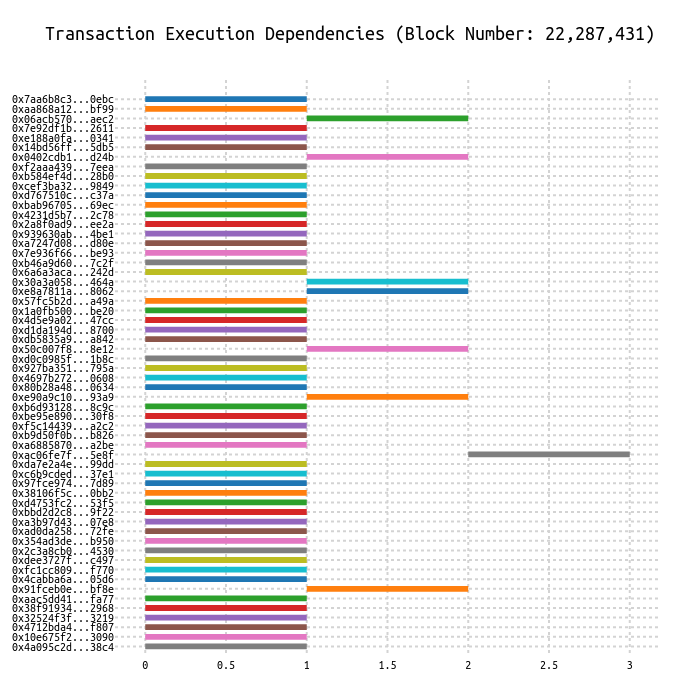 Transaction Execution Dependencies (Block Number: 22,287,431)
0x7aa6b8c3...0ebc
0xaa868a12...bf99
0x06acb570...aec2
0x7e92df1b...2611
0xe188a0fa...0341
0x14bd56ff...5db5
0x0402cdb1...d24b
0xf2aaa439...7eea
0xb584ef4d...28b0
0xcef3ba32...9849
0xd767510c...c37a
0xbab96705...69ec
0x4231d5b7...2c78
0x2a8f0ad9...ee2a
0x939630ab...4be1
0xa7247d08...d80e
0x7e936f66...be93
0xb46a9d60...7c2f
0x6a6a3aca...242d
0x30a3a058...464a
0xe8a7811a...8062
0x57fc5b2d...a49a
0x1a0fb500...be20
0x4d5e9a02...47cc
0xd1da194d...8700
0xdb5835a9...a842
0x50c007f8...8e12
0xd0c0985f...1b8c
0x927ba351...795a
0x4697b272...0608
0x80b28a48...0634
0xe90a9c10...93a9
0xb6d93128...8c9c
0xbe95e890...30f8
0xf5c14439...a2c2
0xb9d50f0b...b826
0xa6885870...a2be
0xac06fe7f...5e8f
0xda7e2a4e...99dd
0xc6b9cded...37e1
0x97fce974...7d89
0x38106f5c...0bb2
0xd4753fc2...53f5
0xbbd2d2c8...9f22
0xa3b97d43...07e8
0xad0da258...72fe
0x354ad3de...b950
0x2c3a8cb0...4530
0xdee3727f...c497
0xfc1cc809...f770
0x4cabba6a...05d6
0x91fceb0e...bf8e
0xaac5dd41...fa77
0x38f91934...2968
0x32524f3f...3219
0x4712bda4...f807
0x10e675f2...3090
0x4a095c2d...38c4
0 0.5 1 1.5 2 2.5 3